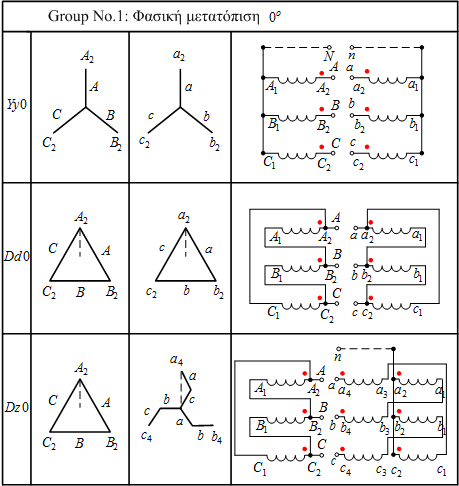 Group No.1: Φασική μετατόπιση 0°
Yy0
A2
A
C
B
C2
B2
a2
a
c
b
c2
b2
N n
A a
A1 A2 a2 a1
B b
B1 B2 b2 b1
C c
C1 C2 c2 c1
Dd0
A2
C A
C2 B B2
a2
c a
c2 b b2
A
A1 A2 a a2 a1
B
B1 B2 b b2 b1
C
C1 C2 c c2 c1
Dz0
A2
C A
C2 B B2
a4
a
c
b
c
c4
a
b b4
n
A a
A1 A2 a4 a3 a2 a1
B b
B1 B2 b4 b3 b2 b1
C c
C1 C2 c4 c3 c2 c1